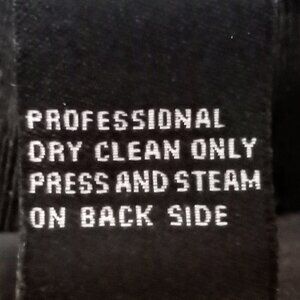 PROFESSIONAL
DRY CLEAN ONLY
PRESS AND STEAM
ON BACK SIDE